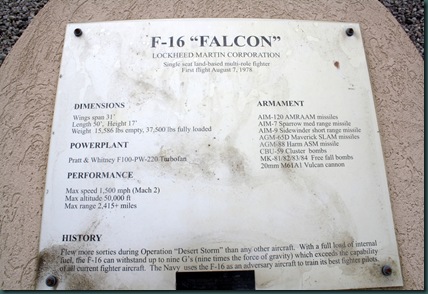 F-16 "FALCON"
LOCKHEED MARTIN CORPORATION
Single seat land-based multi-role fighter
First flight August 7, 1978
DIMENSIONS
Wings span 31'
Length 50', Height 17'
Weight 15,586 lbs empty, 37,500 lbs fully loaded
POWERPLANT
Pratt & Whitney F100-PW-220 Turbofan
PERFORMANCE
Max speed 1,500 mph (Mach 2)
Max altitude 50,000 ft
Max range 2,415+ miles
ARMAMENT
AIM-120 AMRAAM missiles
AIM-7 Sparrow med range missile
AIM-9 Sidewinder short range missile
AGM-65D Maverick SLAM missiles
AGM-88 Harm ASM missile
CBU-59 Cluster bombs
MK-81/82/83/84 Free fall bombs
20mm M61A1 Vulcan cannon
HISTORY
Flew more sorties during Operation "Desert Storm" than any other aircraft. With a full load of internal
fuel, the F-16 can withstand up to nine G's (nine times the force of gravity) which exceeds the capability
of all current fighter aircraft. The Navy uses the F-16 as an adversary aircraft to train its best fighter pilots.